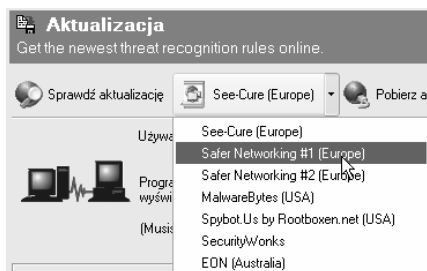 Aktualizacja
Get the newest threat recognition rules online.
Sprawdź aktualizację See-Cure (Europe) Pobierz a
Używa
Progra
wyświ
(Musis
See-Cure (Europe)
Safer Networking #1 (Europe)
Safer Networking #2 (Europe)
MalwareBytes (USA)
Spybot.Us by Rootboxen.net (USA)
SecurityWonks
EON (Australia)